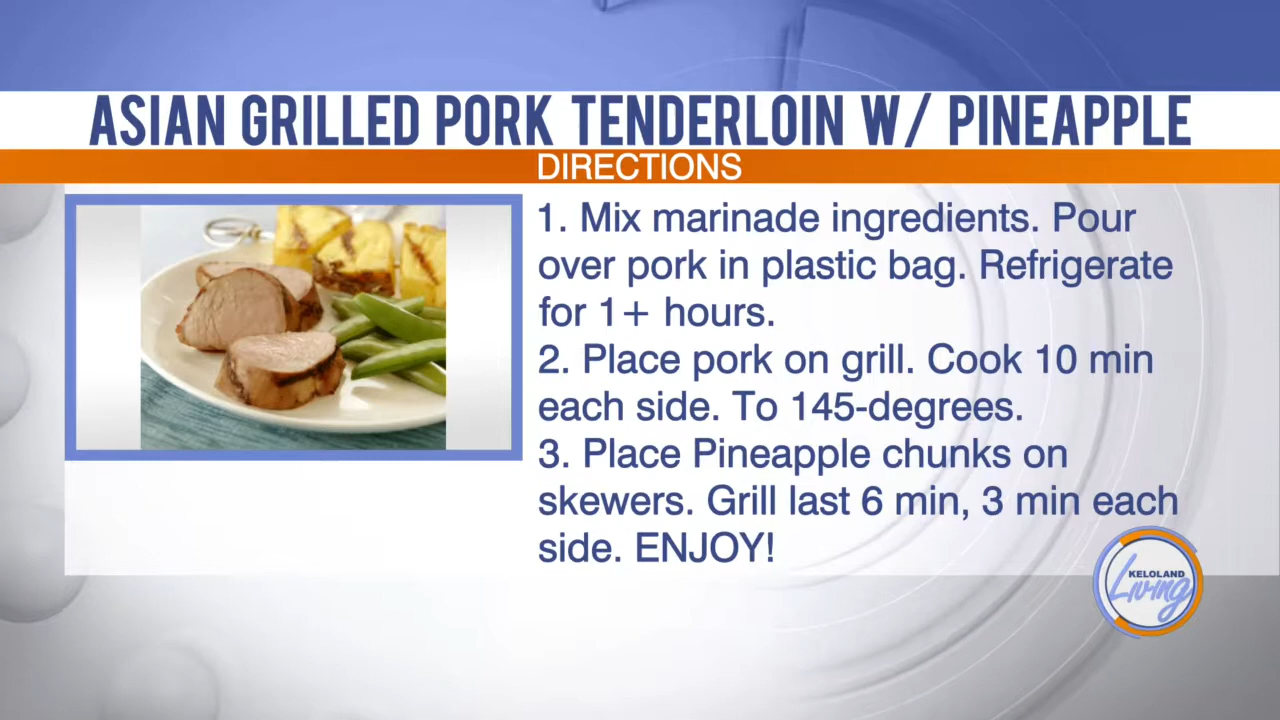 ASIAN GRILLED PORK TENDERLOIN W/ PINEAPPLE
DIRECTIONS
1. Mix marinade ingredients. Pour
over pork in plastic bag. Refrigerate
for 1+ hours.
2. Place pork on grill. Cook 10 min
each side. To 145-degrees.
3. Place Pineapple chunks on
skewers. Grill last 6 min, 3 min each
side. ENJOY!
KELOLAND
Living